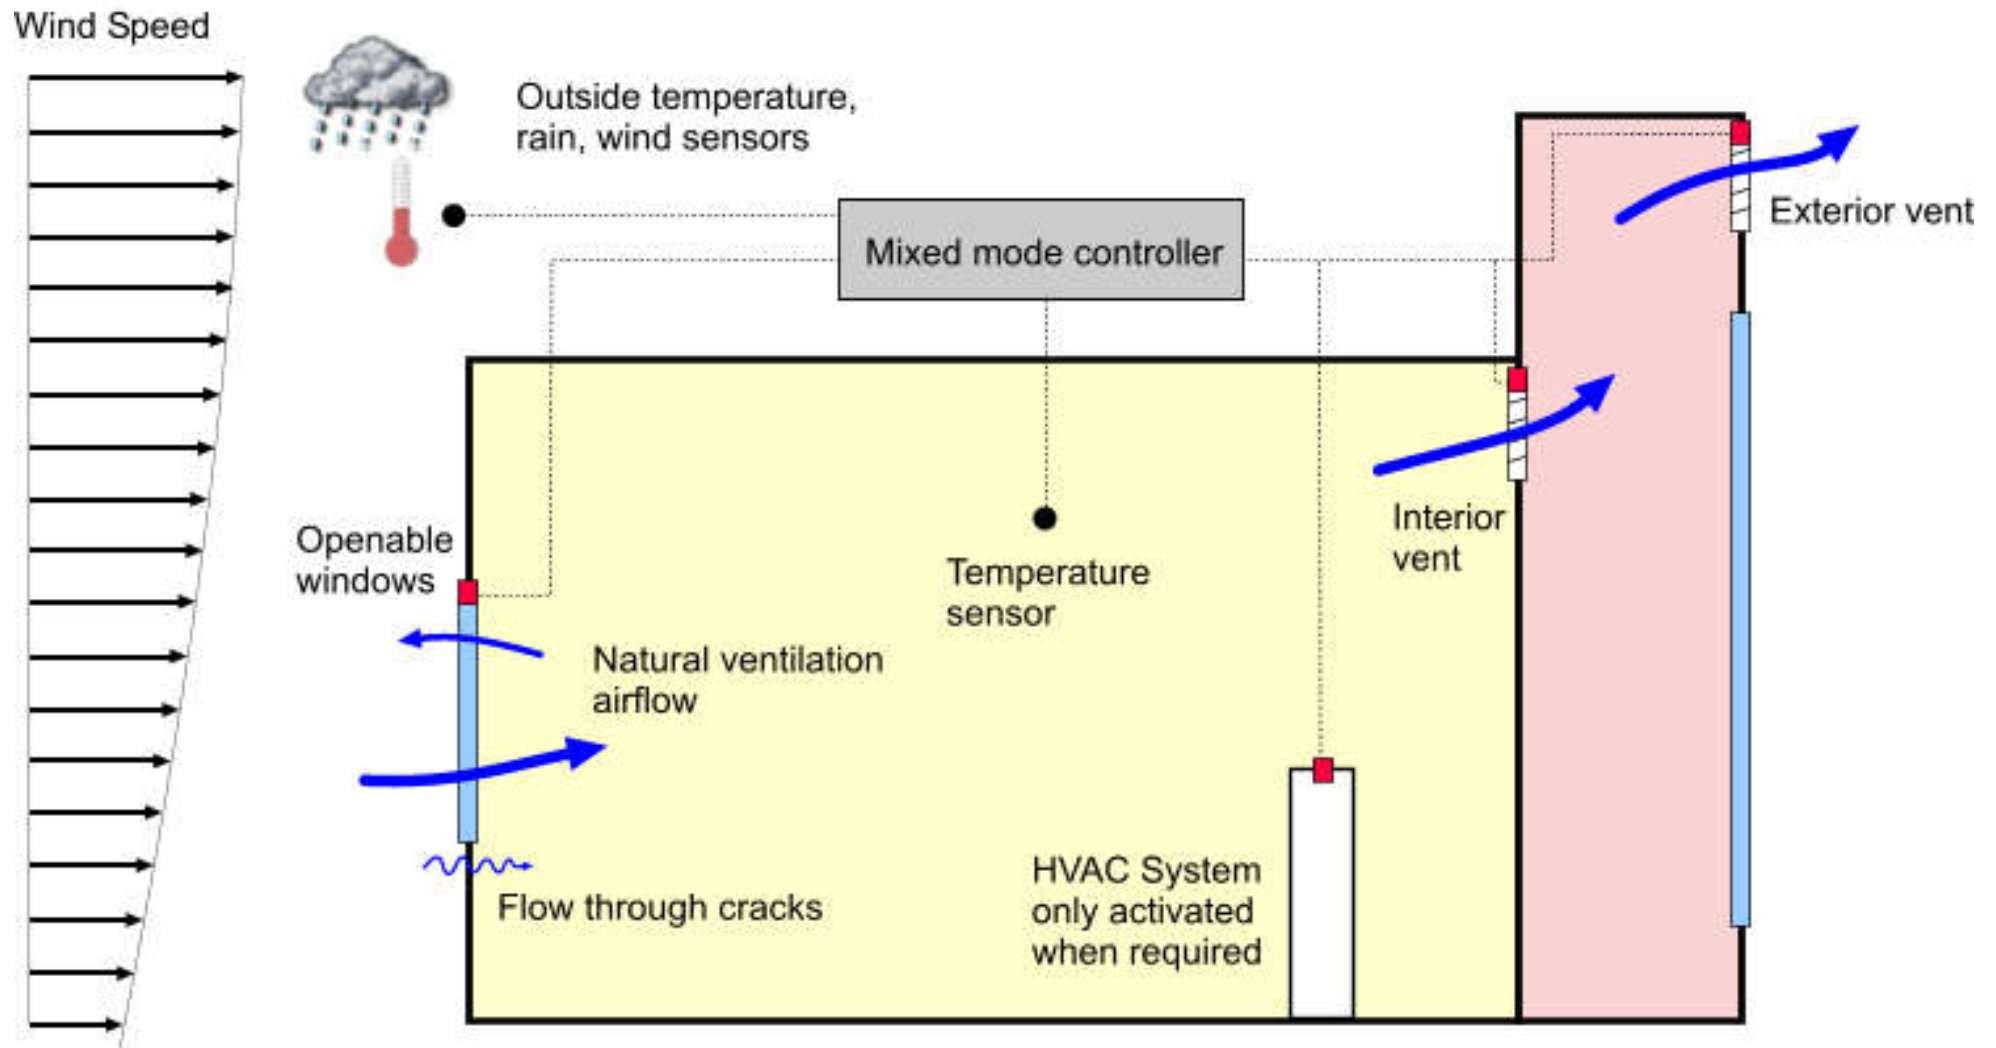 Wind Speed
Outside temperature,
rain, wind sensors
Mixed mode controller
Exterior vent
Openable
windows
Interior
vent
Temperature
sensor
Natural ventilation
airflow
Flow through cracks
HVAC System
only activated
when required